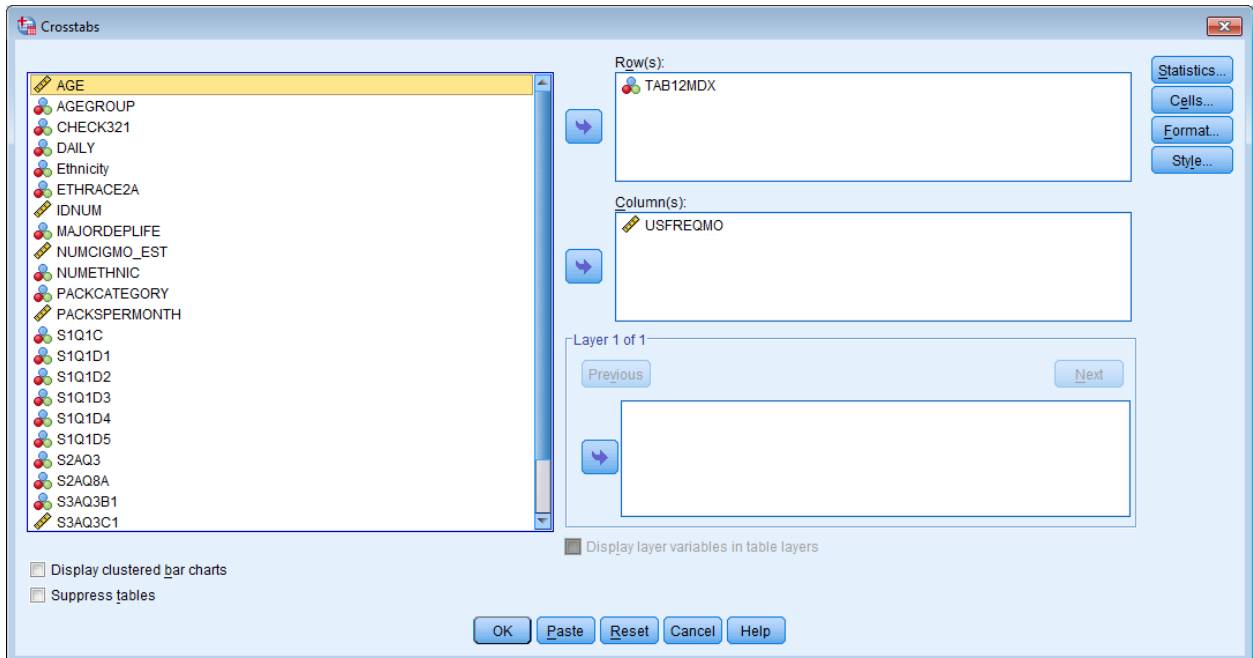 Crosstabs
AGE
AGEGROUP
CHECK321
DAILY
Ethnicity
ETHRACE2A
IDNUM
MAJORDEPLIFE
NUMCIGMO_EST
NUMETHNIC
PACKCATEGORY
PACKSPERMONTH
S1Q1C
S1Q1D1
S1Q1D2
S1Q1D3
S1Q1D4
S1Q1D5
S2AQ3
S2AQ8A
S3AQ3B1
S3AQ3C1
Row(s):
TAB12MDX
Column(s):
USFREQMO
Layer 1 of 1
Previous
Next
Display layer variables in table layers
Statistics...
Cells...
Format...
Style...
Display clustered bar charts
Suppress tables
OK
Paste
Reset
Cancel
Help